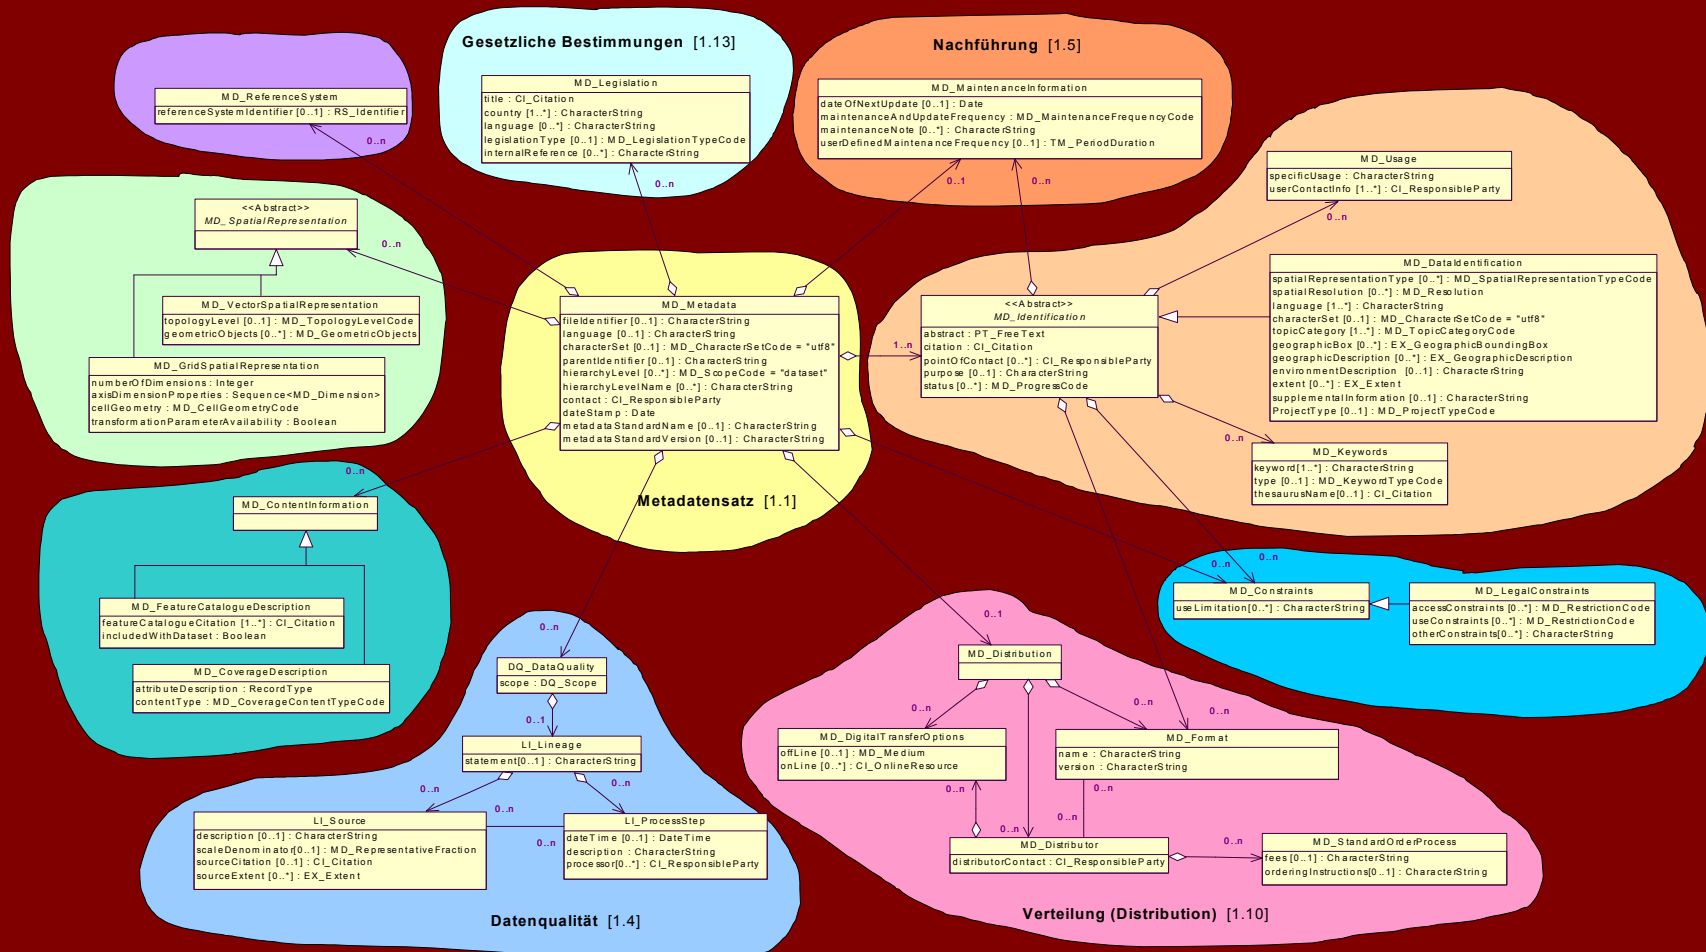 Gesetzliche Bestimmungen [1.13]
MD_Legislation
title : CI_Citation
country [1..*] : CharacterString
language [0..*] : CharacterString
legislationType [0..1] : MD_LegislationTypeCode
internalReference [0..*] : CharacterString
0..n
Nachführung [1.5]
MD_MaintenanceInformation
dateOfNextUpdate [0..1] : Date
maintenanceAndUpdateFrequency : MD_MaintenanceFrequencyCode
maintenanceNote [0..*] : CharacterString
userDefinedMaintenanceFrequency [0..1] : TM_PeriodDuration
0..1
0..n
MD_ReferenceSystem
referenceSystemIdentifier [0..1] : RS_Identifier
0..n
<<Abstract>>
MD_SpatialRepresentation
0..n
MD_VectorSpatialRepresentation
topologyLevel [0..1] : MD_TopologyLevelCode
geometricObjects [0..*] : MD_GeometricObjects
MD_GridSpatialRepresentation
numberOfDimensions : Integer
axisDimensionProperties : Sequence<MD_Dimension>
cellGeometry : MD_CellGeometryCode
transformationParameterAvailability : Boolean
MD_Metadata
fileIdentifier [0..1] : CharacterString
language [0..1] : CharacterString
characterSet [0..1] : MD_CharacterSetCode = "utf8"
parentIdentifier [0..1] : CharacterString
hierarchyLevel [0..*] : MD_ScopeCode = "dataset"
hierarchyLevelName [0..*] : CharacterString
contact : CI_ResponsibleParty
dateStamp : Date
metadataStandardName [0..1] : CharacterString
metadataStandardVersion [0..1] : CharacterString
Metadatensatz [1.1]
1..n
<<Abstract>>
MD_Identification
abstract : PT_FreeText
citation : CI_Citation
pointOfContact [0..*] : CI_ResponsibleParty
purpose [0..1] : CharacterString
status [0..*] : MD_ProgressCode
MD_Usage
specificUsage : CharacterString
userContactInfo [1..*] : CI_ResponsibleParty
0..n
MD_DataIdentification
spatialRepresentationType [0..*] : MD_SpatialRepresentationTypeCode
spatialResolution [0..*] : MD_Resolution
language [1..*] : CharacterString
characterSet [0..1] : MD_CharacterSetCode = "utf8"
topicCategory [1..*] : MD_TopicCategoryCode
geographicBox [0..*] : EX_GeographicBoundingBox
geographicDescription [0..*] : EX_GeographicDescription
environmentDescription [0..1] : CharacterString
extent [0..*] : EX_Extent
supplementalInformation [0..1] : CharacterString
ProjectType [0..1] : MD_ProjectTypeCode
0..n
MD_Keywords
keyword[1..*] : CharacterString
type [0..1] : MD_KeywordTypeCode
thesaurusName[0..1] : CI_Citation
0..n
MD_ContentInformation
MD_FeatureCatalogueDescription
featureCatalogueCitation [1..*] : CI_Citation
includedWithDataset : Boolean
MD_CoverageDescription
attributeDescription : RecordType
contentType : MD_CoverageContentTypeCode
0..n
0..n
MD_Constraints
useLimitation[0..*] : CharacterString
MD_LegalConstraints
accessConstraints [0..*] : MD_RestrictionCode
useConstraints [0..*] : MD_RestrictionCode
otherConstraints[0..*] : CharacterString
0..n
DQ_DataQuality
scope : DQ_Scope
0..1
LI_Lineage
statement[0..1] : CharacterString
0..n
0..n
LI_Source
description [0..1] : CharacterString
scaleDenominator[0..1] : MD_RepresentativeFraction
sourceCitation [0..1] : CI_Citation
sourceExtent [0..*] : EX_Extent
0..n
0..n
LI_ProcessStep
dateTime [0..1] : DateTime
description : CharacterString
processor[0..*] : CI_ResponsibleParty
Datenqualität [1.4]
0..1
MD_Distribution
0..n
0..n
0..n
MD_DigitalTransferOptions
offLine [0..1] : MD_Medium
onLine [0..*] : CI_OnlineResource
MD_Format
name : CharacterString
version : CharacterString
0..n
0..n
0..n
0..n
MD_Distributor
distributorContact : CI_ResponsibleParty
0..n
MD_StandardOrderProcess
fees [0..1] : CharacterString
orderingInstructions[0..1] : CharacterString
Verteilung (Distribution) [1.10]